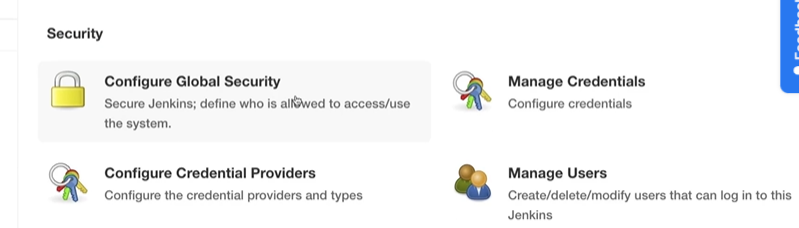 Security
Configure Global Security
Secure Jenkins; define who is allowed to access/use
the system.
Manage Credentials
Configure credentials
Configure Credential Providers
Configure the credential providers and types
Manage Users
Create/delete/modify users that can log in to this
Jenkins